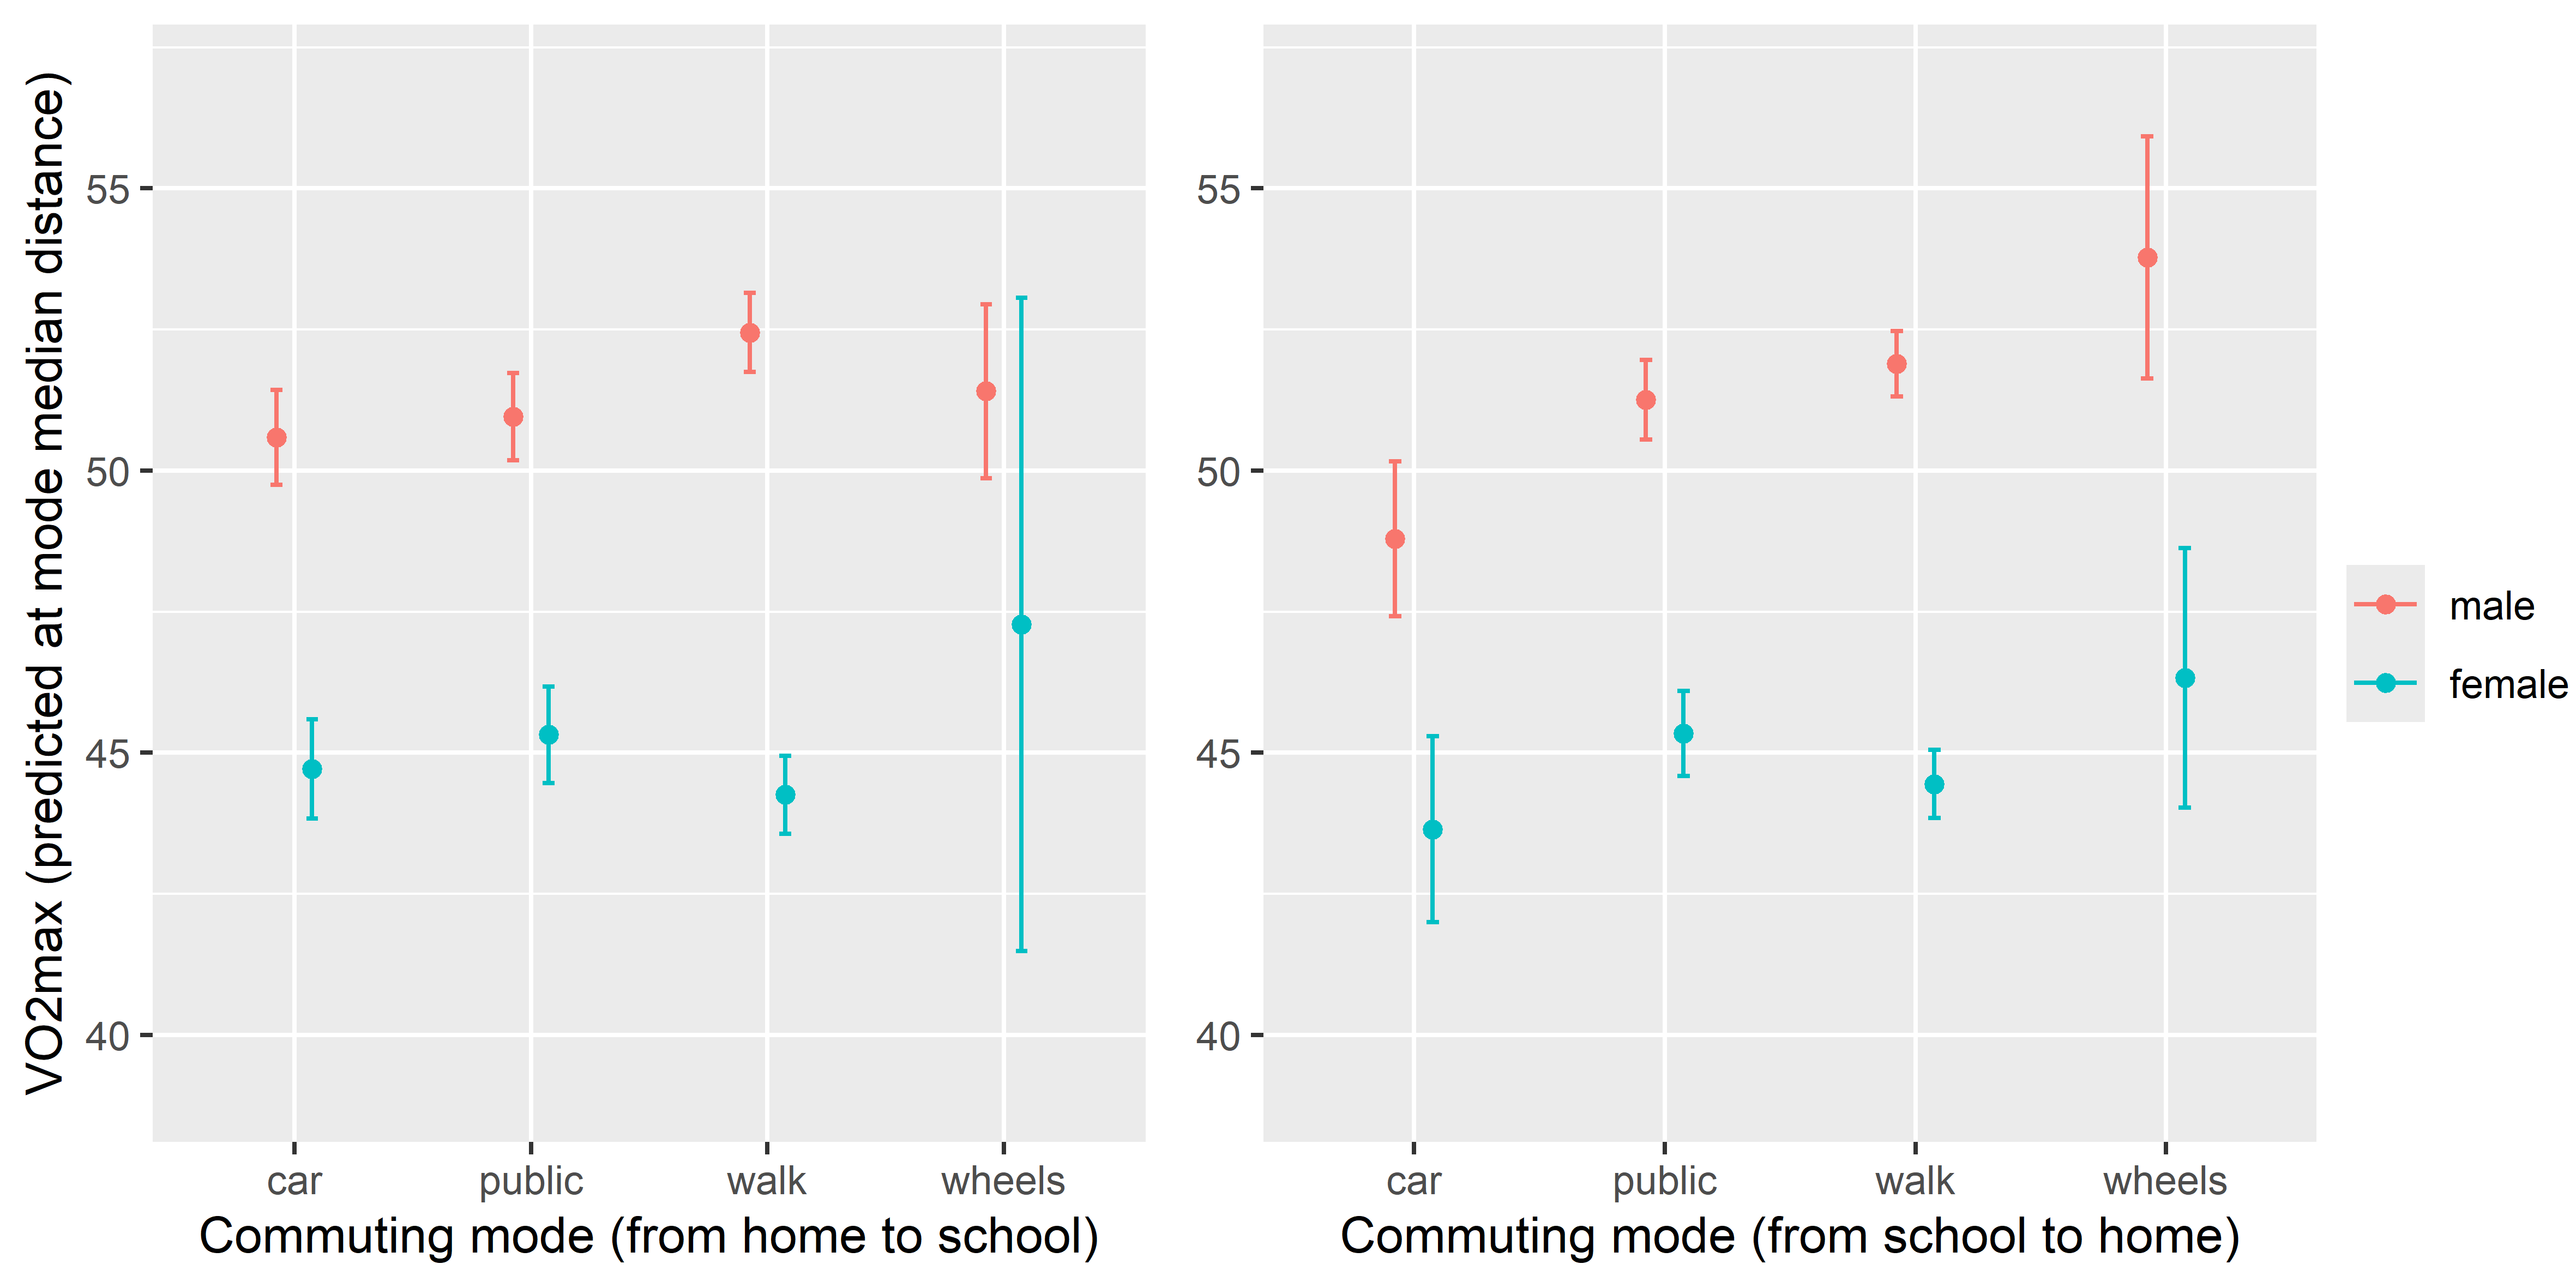 VO2max (predicted at mode median distance)
55
50
45
40
car public walk wheels
Commuting mode (from home to school)
55
50
45
40
car public walk wheels
Commuting mode (from school to home)
male
female